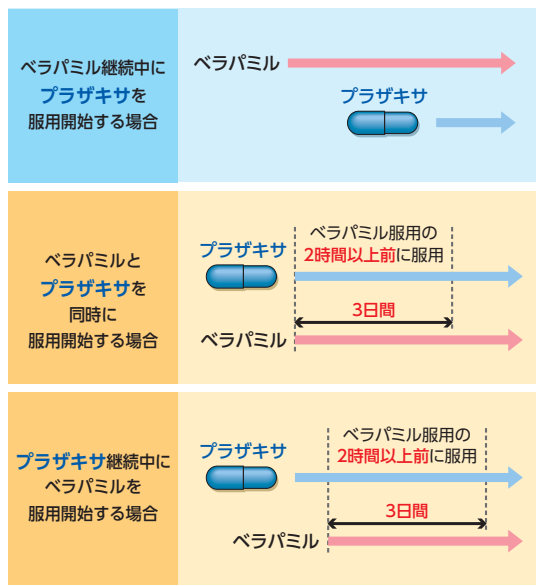 ベラパミル継続中に
プラザキサを
服用開始する場合
ベラパミル
プラザキサ
ベラパミルと
プラザキサを
同時に
服用開始する場合
プラザキサ
ベラパミル服用の
2時間以上前に服用
3日間
ベラパミル
プラザキサ継続中に
ベラパミルを
服用開始する場合
プラザキサ
ベラパミル服用の
2時間以上前に服用
3日間
ベラパミル